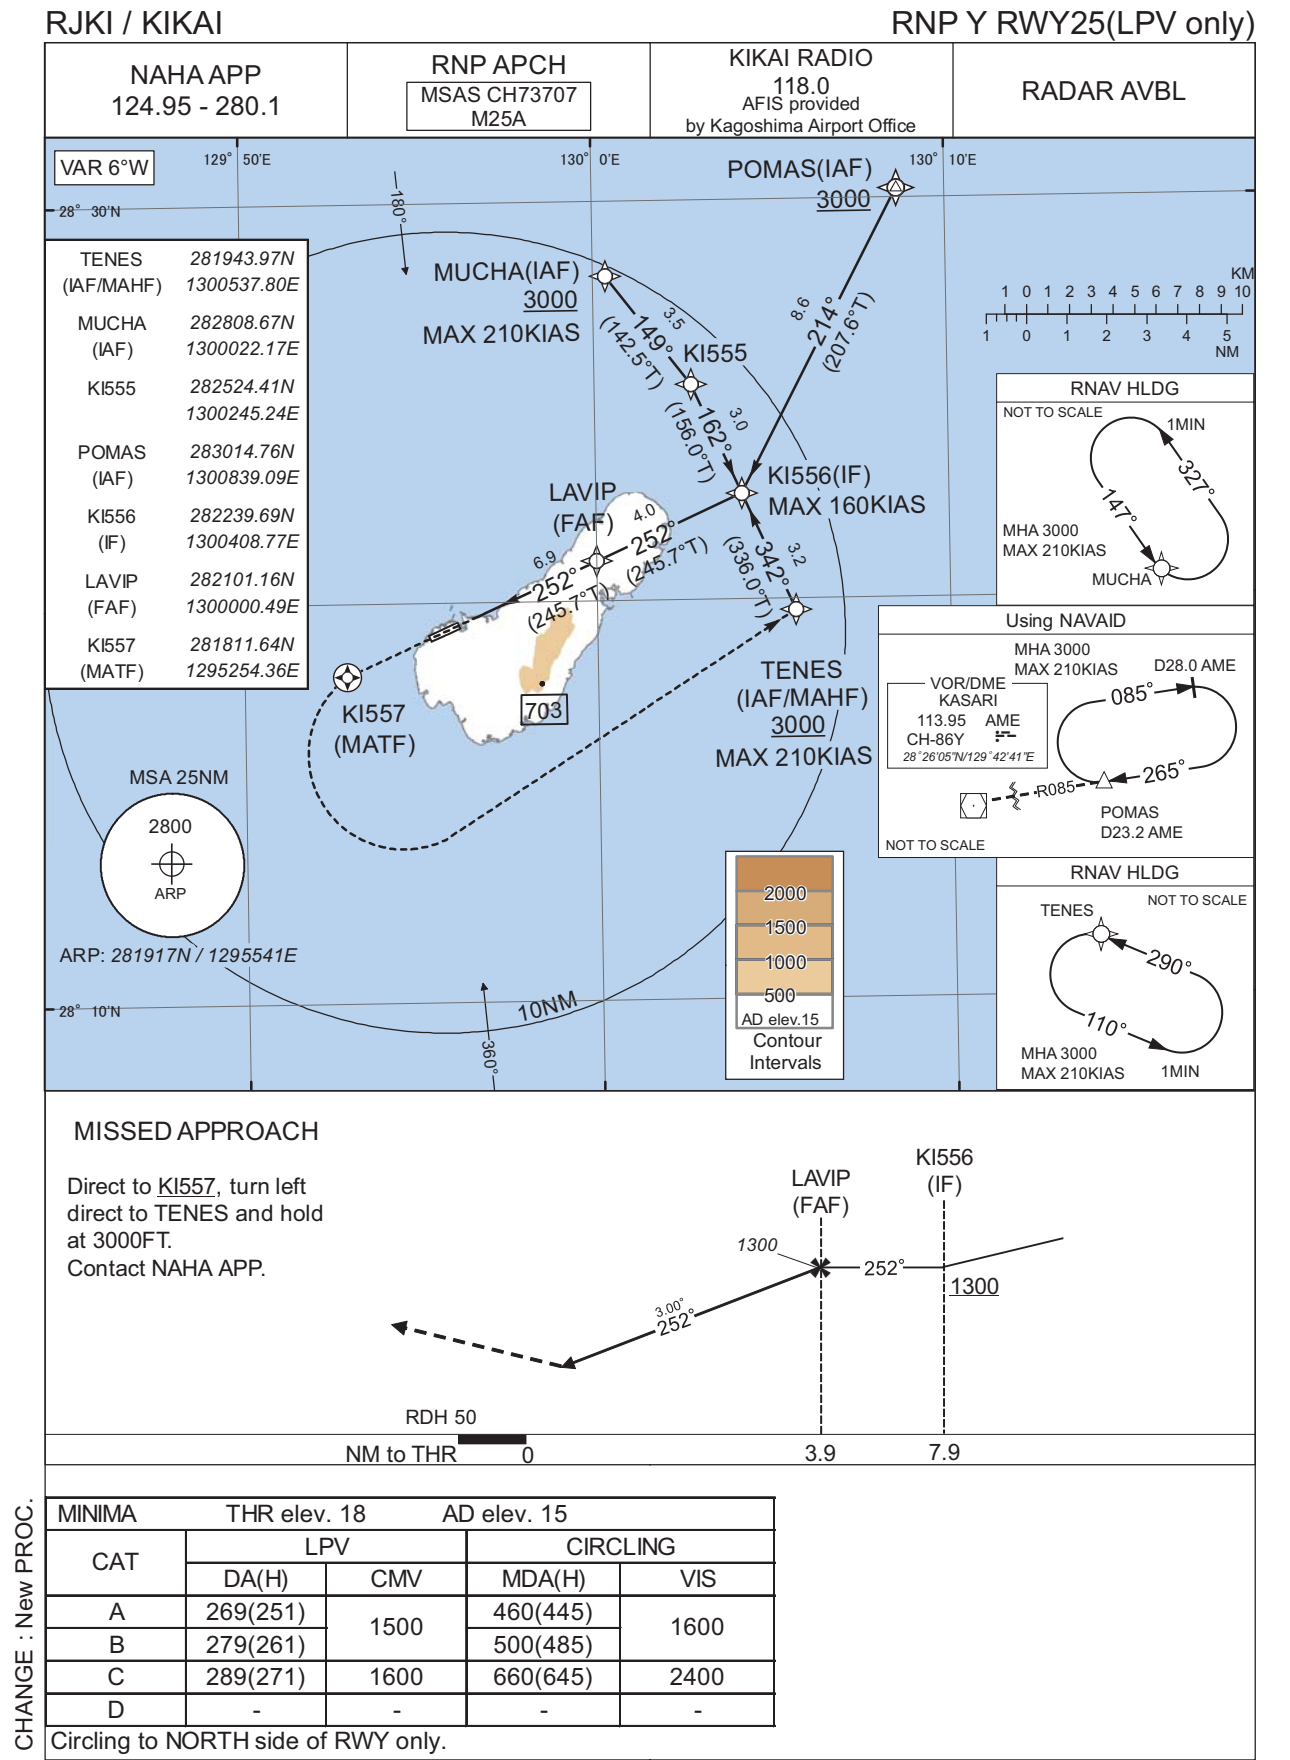 RJKI / KIKAI
RNP Y RWY25(LPV only)
NAHA APP
124.95 - 280.1
RNP APCH
MSAS CH73707
M25A
KIKAI RADIO
118.0
AFIS provided
by Kagoshima Airport Office
RADAR AVBL
VAR 6°W
129° 50'E
130° 0'E
130° 10'E
28° 30'N
28° 10'N
180°
360°
TENES 281943.97N
(IAF/MAHF) 1300537.80E
MUCHA 282808.67N
(IAF) 1300022.17E
KI555 282524.41N
1300245.24E
POMAS 283014.76N
(IAF) 1300839.09E
KI556 282239.69N
(IF) 1300408.77E
LAVIP 282101.16N
(FAF) 1300000.49E
KI557 281811.64N
(MATF) 1295254.36E
POMAS(IAF)
3000
MUCHA(IAF)
3000
MAX 210KIAS
3.5
149°
(142.5°T)
KI555
3.0
162°
(156.0°T)
8.6
214°
(207.6°T)
KI556(IF)
MAX 160KIAS
LAVIP
(FAF)
4.0
252°
(245.7°T)
6.9
252°
(245.7°T)
3.2
342°
(336.0°T)
TENES
(IAF/MAHF)
3000
MAX 210KIAS
703
KI557
(MATF)
10NM
MSA 25NM
2800
ARP
ARP: 281917N / 1295541E
KM
1 0 1 2 3 4 5 6 7 8 9 10
1 0 1 2 3 4 5
NM
RNAV HLDG
NOT TO SCALE
1MIN
327°
147°
MHA 3000
MAX 210KIAS
MUCHA
Using NAVAID
MHA 3000
MAX 210KIAS
D28.0 AME
VOR/DME
KASARI
113.95 AME
CH-86Y
28°26'05"N/129°42'41"E
085°
265°
R085
POMAS
D23.2 AME
NOT TO SCALE
RNAV HLDG
NOT TO SCALE
TENES
290°
110°
MHA 3000
MAX 210KIAS
1MIN
2000
1500
1000
500
AD elev.15
Contour
Intervals
MISSED APPROACH
Direct to KI557, turn left
direct to TENES and hold
at 3000FT.
Contact NAHA APP.
KI556
(IF)
LAVIP
(FAF)
1300
252°
1300
3.00°
252°
RDH 50
NM to THR 0 3.9 7.9
MINIMA THR elev. 18 AD elev. 15
CAT LPV CIRCLING
DA(H) CMV MDA(H) VIS
A 269(251) 1500 460(445) 1600
B 279(261) 500(485)
C 289(271) 1600 660(645) 2400
D - - - -
Circling to NORTH side of RWY only.
CHANGE : New PROC.